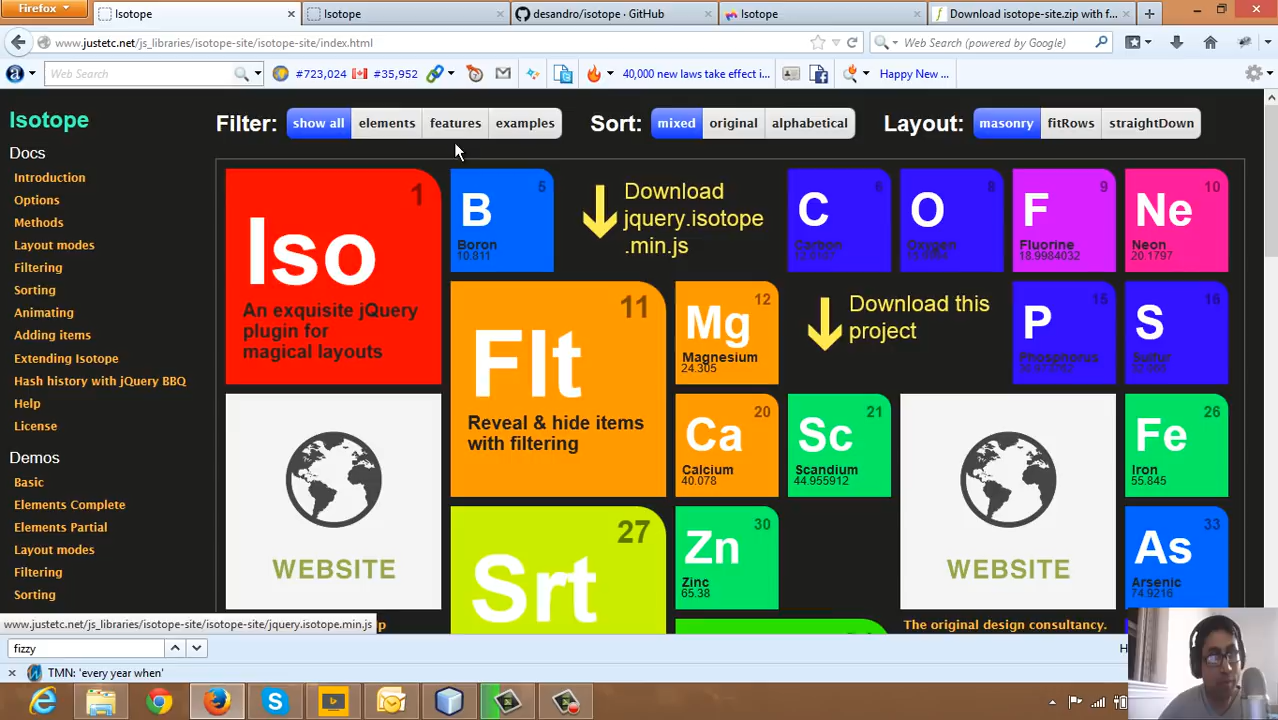 Firefox
Isotope
Isotope
desandro/isotope · GitHub
Isotope
Download isotope-site.zip with f...
www.justetc.net/js_libraries/isotope-site/isotope-site/index.html
Web Search (powered by Google)
Web Search
#723,024
#35,952
40,000 new laws take effect i...
Happy New ...
Isotope
Docs
Introduction
Options
Methods
Layout modes
Filtering
Sorting
Animating
Adding items
Extending Isotope
Hash history with jQuery BBQ
Help
License
Demos
Basic
Elements Complete
Elements Partial
Layout modes
Filtering
Sorting
Filter: show all elements features examples
Sort: mixed original alphabetical
Layout: masonry fitRows straightDown
1
Iso
An exquisite jQuery
plugin for
magical layouts
5
B
Boron
10.811
Download
jquery.isotope
.min.js
6
C
Carbon
8
O
Oxygen
9
F
Fluorine
18.9984032
10
Ne
Neon
20.1797
11
Flt
Reveal & hide items
with filtering
12
Mg
Magnesium
24.305
Download this
project
15
P
Phosphorus
16
S
Sulfur
WEBSITE
20
Ca
Calcium
40.078
21
Sc
Scandium
44.955912
WEBSITE
The original design consultancy.
26
Fe
Iron
55.845
27
Srt
30
Zn
Zinc
65.38
33
As
Arsenic
74.9216
www.justetc.net/js_libraries/isotope-site/isotope-site/jquery.isotope.min.js
fizzy
TMN: 'every year when'